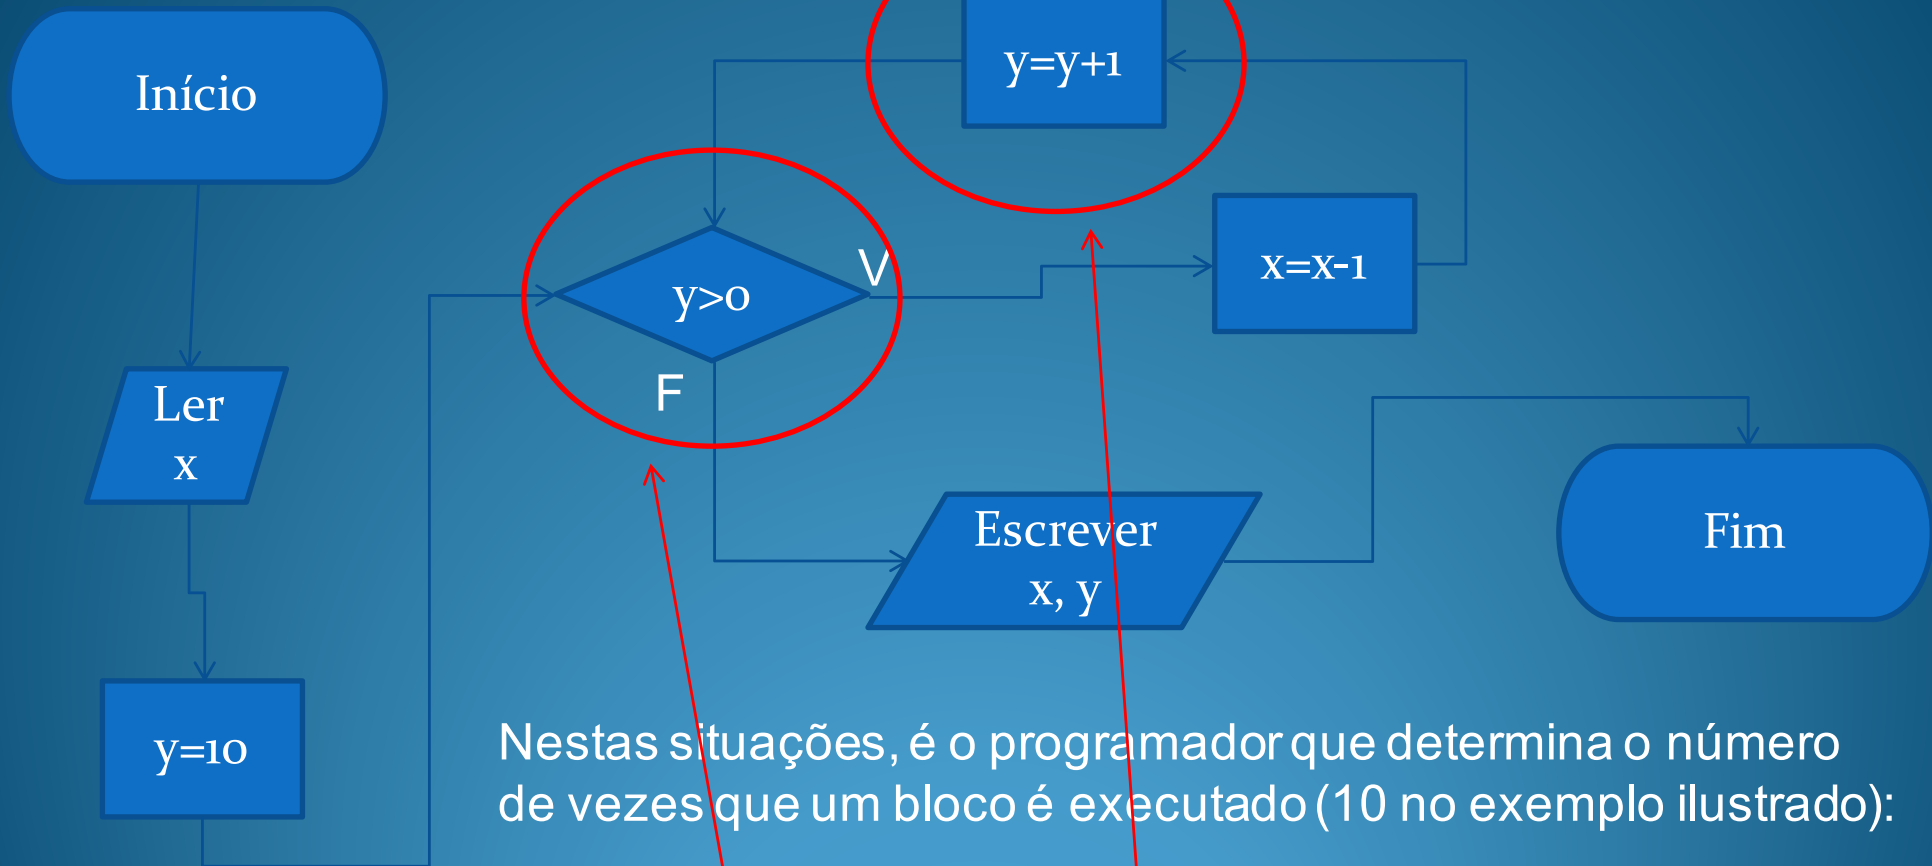 Início
y=y+1
V
x=x-1
y>0
F
Ler
x
Escrever
x, y
Fim
y=10
Nestas situações, é o programador que determina o número
de vezes que um bloco é executado (10 no exemplo ilustrado):